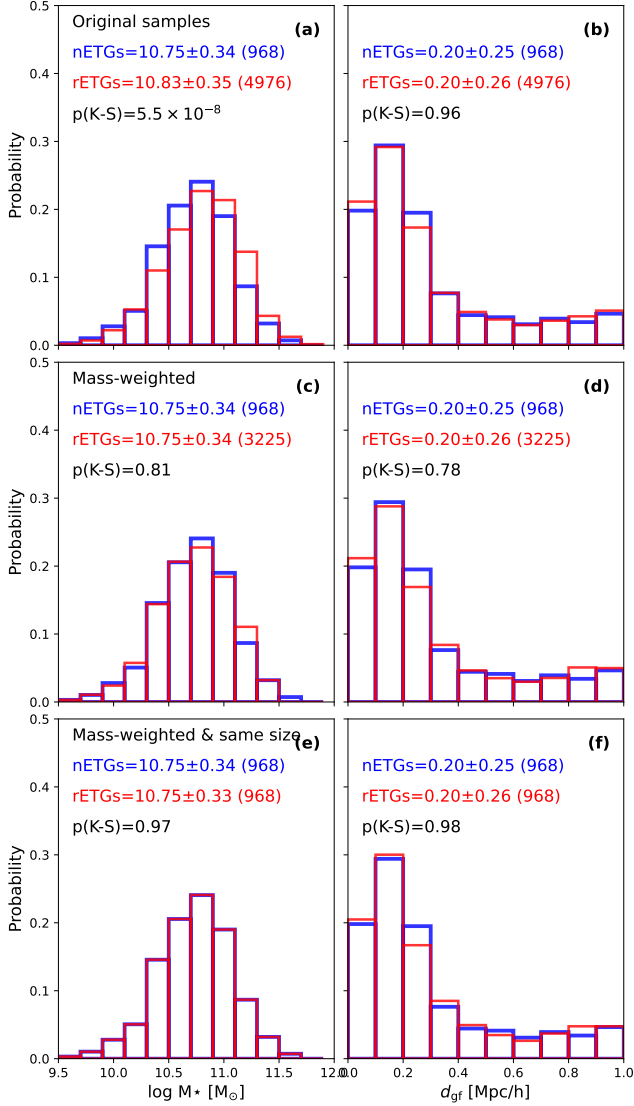 Original samples
(a)
nETGs=10.75±0.34 (968)
rETGs=10.83±0.35 (4976)
p(K-S)=5.5 × 10⁻⁸
0.5
0.4
0.3
0.2
0.1
0.0
Probability
(b)
nETGs=0.20±0.25 (968)
rETGs=0.20±0.26 (4976)
p(K-S)=0.96
Mass-weighted
(c)
nETGs=10.75±0.34 (968)
rETGs=10.75±0.34 (3225)
p(K-S)=0.81
0.5
0.4
0.3
0.2
0.1
0.0
Probability
(d)
nETGs=0.20±0.25 (968)
rETGs=0.20±0.26 (3225)
p(K-S)=0.78
Mass-weighted & same size
(e)
nETGs=10.75±0.34 (968)
rETGs=10.75±0.33 (968)
p(K-S)=0.97
0.5
0.4
0.3
0.2
0.1
0.0
Probability
9.5 10.0 10.5 11.0 11.5 12.0
log M⋆ [M⊙]
(f)
nETGs=0.20±0.25 (968)
rETGs=0.20±0.26 (968)
p(K-S)=0.98
0.0 0.2 0.4 0.6 0.8 1.0
d_gf [Mpc/h]